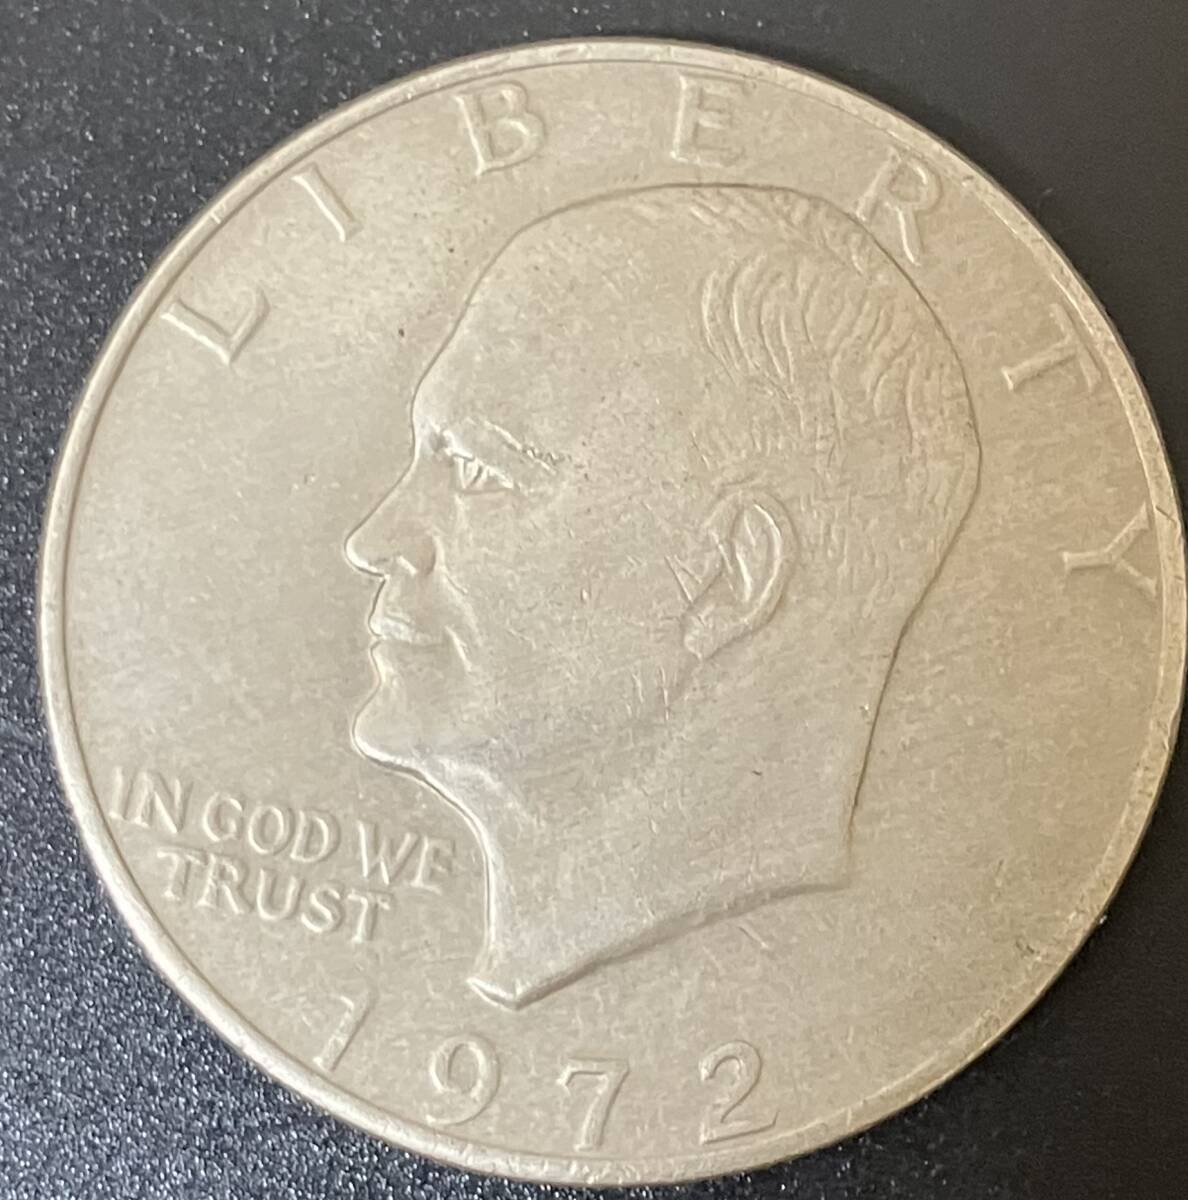 LIBERTY
IN GOD WE
TRUST
1972